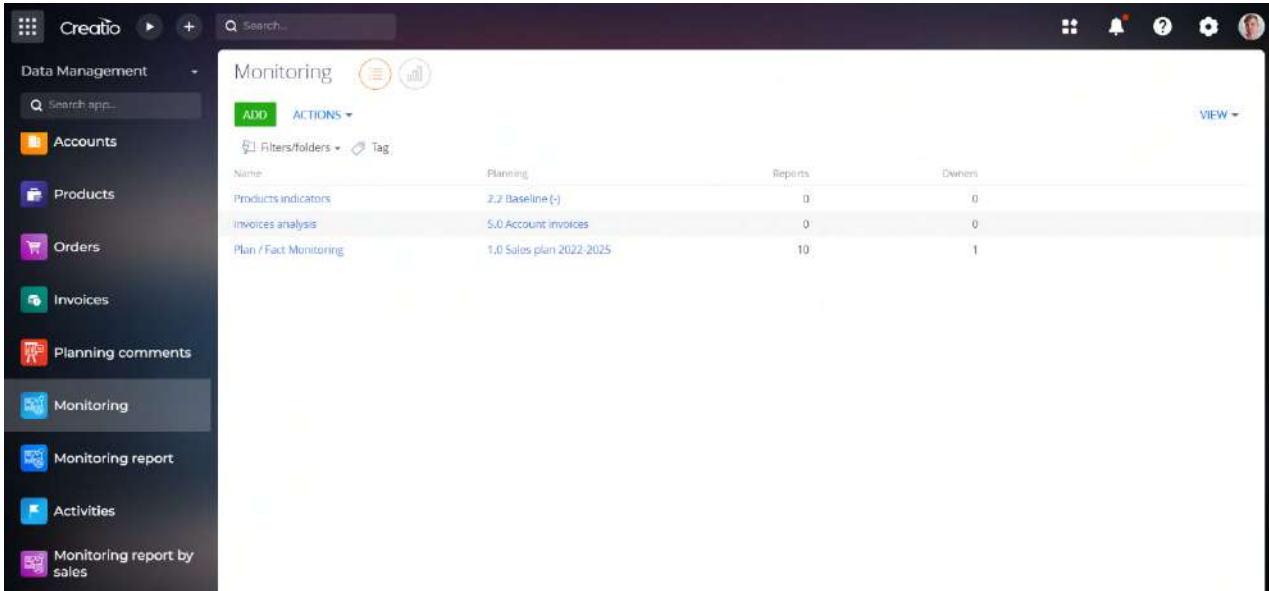 Creatio
Search...
Data Management
Search app...
Accounts
Products
Orders
Invoices
Planning comments
Monitoring
Monitoring report
Activities
Monitoring report by
sales
Monitoring
ADD ACTIONS VIEW
Filters/folders Tag
Name Planning Reports Owners
Products indicators 2.2 Baseline (-) 0 0
Invoices analysis 5.0 Account invoices 0 0
Plan / Fact Monitoring 1.0 Sales plan 2022-2025 10 1